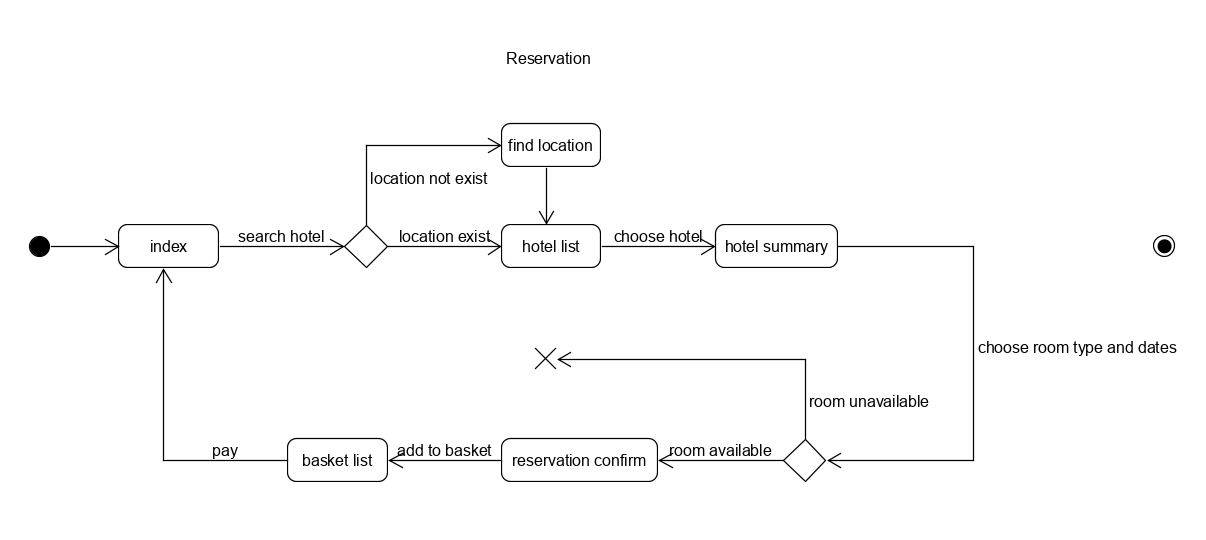 Reservation
find location
location not exist
index
search hotel
location exist
hotel list
choose hotel
hotel summary
choose room type and dates
room unavailable
room available
reservation confirm
add to basket
basket list
pay